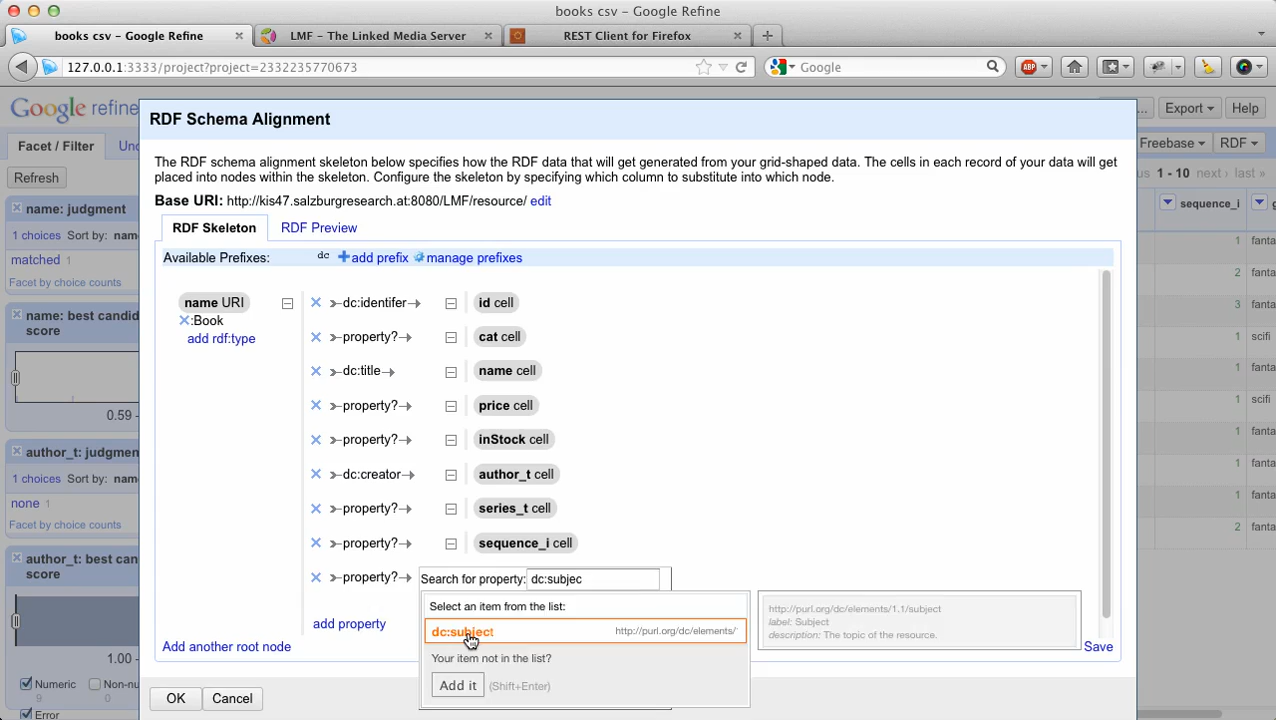 books csv – Google Refine
books csv – Google Refine
LMF – The Linked Media Server
REST Client for Firefox
127.0.0.1:3333/project?project=2332235770673
Google
ABP
Google refine
Export
Help
Facet / Filter
Freebase
RDF
Refresh
1 - 10 next › last »
name: judgment
1 choices Sort by: nam
matched 1
Facet by choice counts
name: best candid
score
0.59
author_t: judgmen
1 choices Sort by: nam
none 1
Facet by choice counts
author_t: best can
score
1.00
Numeric
9
Non-nu
Error
RDF Schema Alignment
The RDF schema alignment skeleton below specifies how the RDF data that will get generated from your grid-shaped data. The cells in each record of your data will get
placed into nodes within the skeleton. Configure the skeleton by specifying which column to substitute into which node.
Base URI: http://kis47.salzburgresearch.at:8080/LMF/resource/ edit
RDF Skeleton
RDF Preview
Available Prefixes: dc add prefix manage prefixes
name URI
:Book
add rdf:type
dc:identifer id cell
property? cat cell
dc:title name cell
property? price cell
property? inStock cell
dc:creator author_t cell
property? series_t cell
property? sequence_i cell
property?
Search for property: dc:subjec
Select an item from the list:
dc:subject http://purl.org/dc/elements/
Your item not in the list?
Add it (Shift+Enter)
http://purl.org/dc/elements/1.1/subject
label: Subject
description: The topic of the resource.
add property
Add another root node
Save
OK
Cancel
sequence_i
g
1 fanta
2 fanta
3 fanta
1 scifi
1 fanta
1 scifi
1 fanta
1 fanta
1 fanta
2 fanta